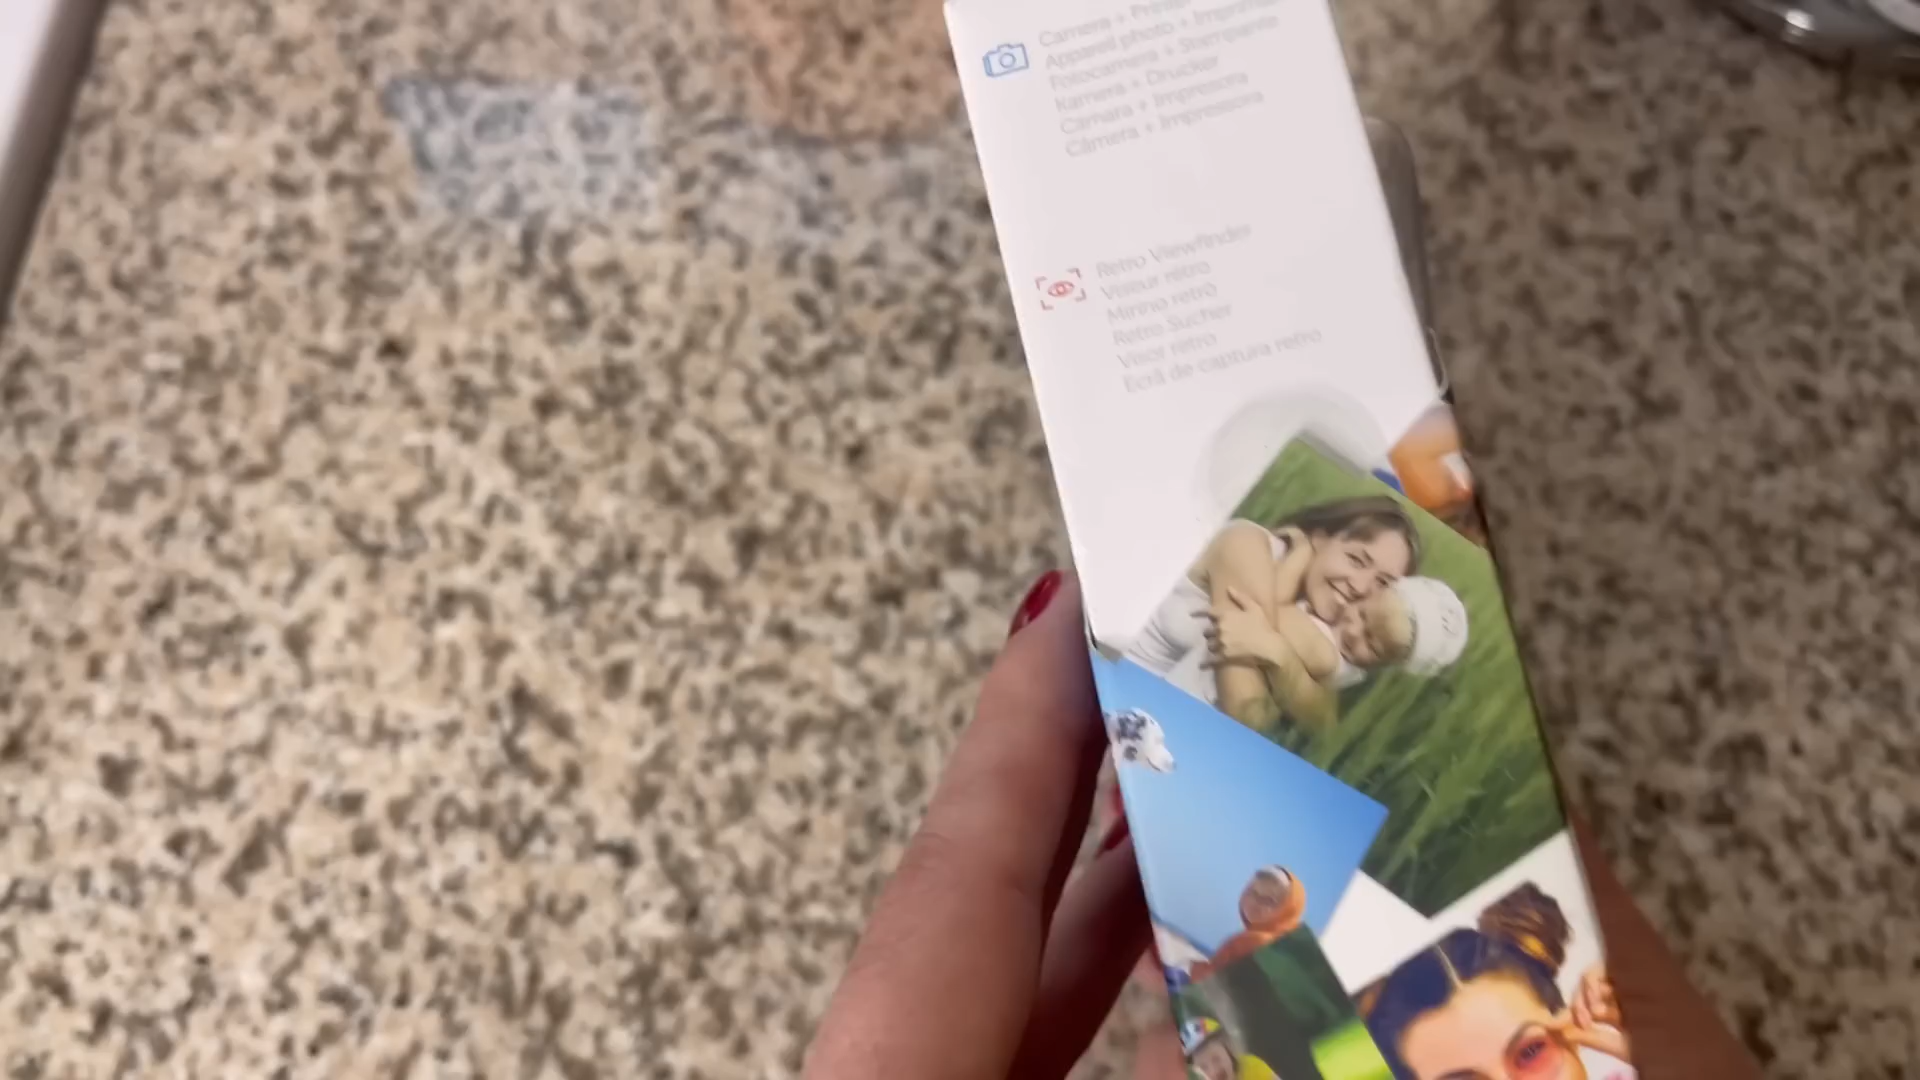 Camera + Printer
Appareil photo + Imprimante
Fotocamera + Stampante
Kamera + Drucker
Cámara + Impresora
Câmera + Impressora
Retro Viewfinder
Viseur rétro
Mirino retrò
Retro Sucher
Visor retro
Ecrã de captura retro